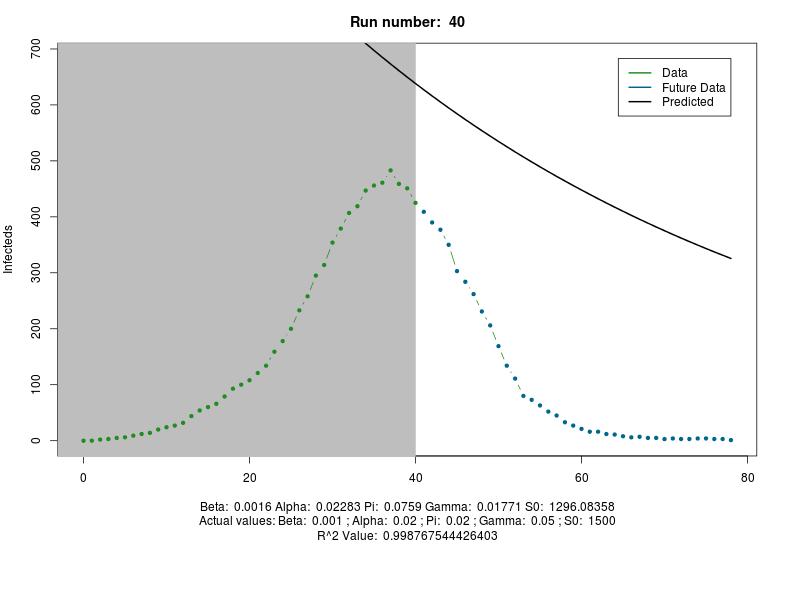 Run number: 40
700
600
500
400
300
200
100
0
Infecteds
Data
Future Data
Predicted
0 20 40 60 80
Beta: 0.0016 Alpha: 0.02283 Pi: 0.0759 Gamma: 0.01771 S0: 1296.08358
Actual values: Beta: 0.001 ; Alpha: 0.02 ; Pi: 0.02 ; Gamma: 0.05 ; S0: 1500
R^2 Value: 0.998767544426403